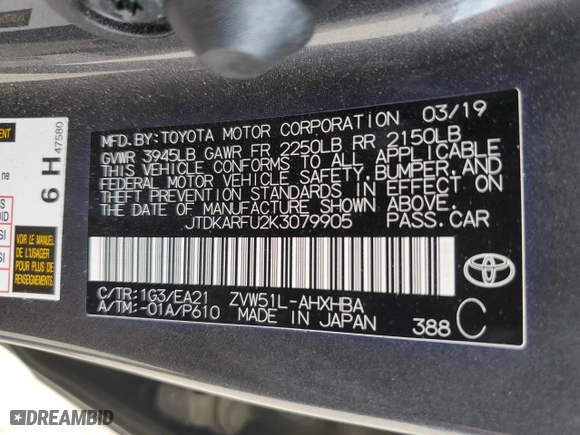 47580
6 H
ne
MFD. BY: TOYOTA MOTOR CORPORATION 03/19
GVWR 3945LB GAWR FR 2250LB RR 2150LB
THIS VEHICLE CONFORMS TO ALL APPLICABLE
FEDERAL MOTOR VEHICLE SAFETY, BUMPER, AND
THEFT PREVENTION STANDARDS IN EFFECT ON
THE DATE OF MANUFACTURE SHOWN ABOVE.
JTDKARFU2K3079905 PASS. CAR
C/TR: 1G3/EA21 ZVW51L-AHXHBA
A/TM: -01A/P610 MADE IN JAPAN 388 C
DREAMBID